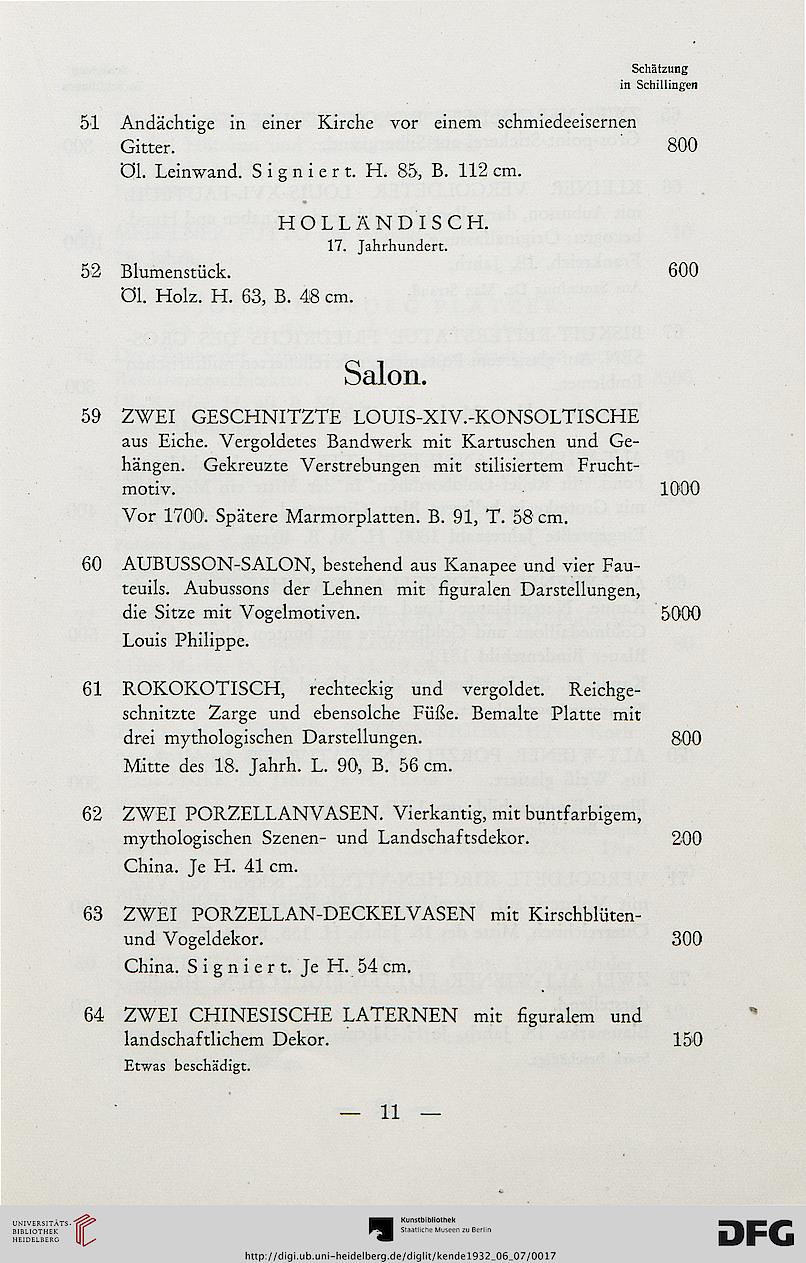 Schätzung
in Schillingen
51 Andächtige in einer Kirche vor einem schmiedeeisernen
Gitter. 800
Öl. Leinwand. Signiert. H. 85, B. 112 cm.
HOLLÄNDISCH.
17. Jahrhundert.
52 Blumenstück. 600
Öl. Holz. H. 63, B. 48 cm.
Salon.
59 ZWEI GESCHNITZTE LOUIS-XIV.-KONSOLTISCHE
aus Eiche. Vergoldetes Bandwerk mit Kartuschen und Ge-
hängen. Gekreuzte Verstrebungen mit stilisiertem Frucht-
motiv. 1000
Vor 1700. Spätere Marmorplatten. B. 91, T. 58 cm.
60 AUBUSSON-SALON, bestehend aus Kanapee und vier Fau-
teuils. Aubussons der Lehnen mit figuralen Darstellungen,
die Sitze mit Vogelmotiven. 5000
Louis Philippe.
61 ROKOKOTISCH, rechteckig und vergoldet. Reichge-
schnitzte Zarge und ebensolche Füße. Bemalte Platte mit
drei mythologischen Darstellungen. 800
Mitte des 18. Jahrh. L. 90, B. 56 cm.
62 ZWEI PORZELLANVASEN. Vierkantig, mit buntfarbigem,
mythologischen Szenen- und Landschaftsdekor. 200
China. Je H. 41 cm.
63 ZWEI PORZELLAN-DECKELVASEN mit Kirschblüten-
und Vogeldekor. 300
China. Signiert. Je H. 54 cm.
64 ZWEI CHINESISCHE LATERNEN mit figuralem und
landschaftlichem Dekor. 150
Etwas beschädigt.
— 11 —
UNIVERSITÄTS-
BIBLIOTHEK
HEIDELBERG
Kunstbibliothek
Staatliche Museen zu Berlin
DFG
http://digi.ub.uni-heidelberg.de/diglit/kende1932_06_07/0017